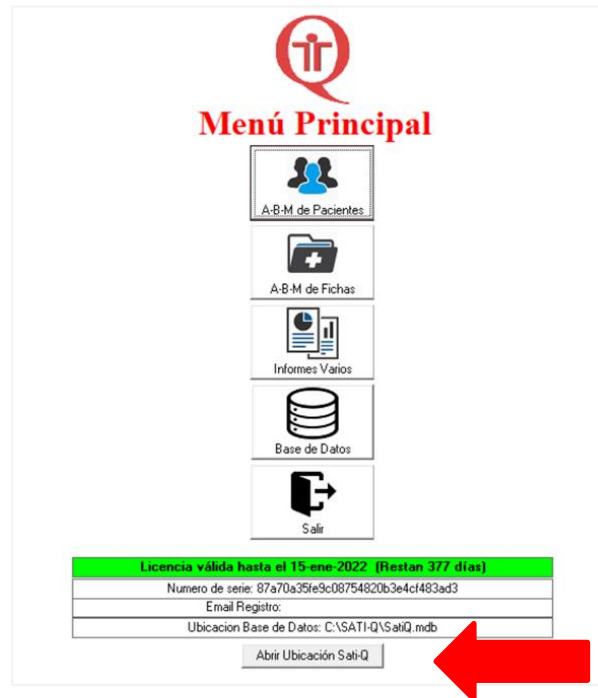 Menú Principal
A-B-M de Pacientes
A-B-M de Fichas
Informes Varios
Base de Datos
Salir
Licencia válida hasta el 15-ene-2022 (Restan 377 días)
Numero de serie: 87a70a35fe9c08754820b3e4cf483ad3
Email Registro:
Ubicacion Base de Datos: C:\SATI-Q\SatiQ.mdb
Abrir Ubicación Sati-Q